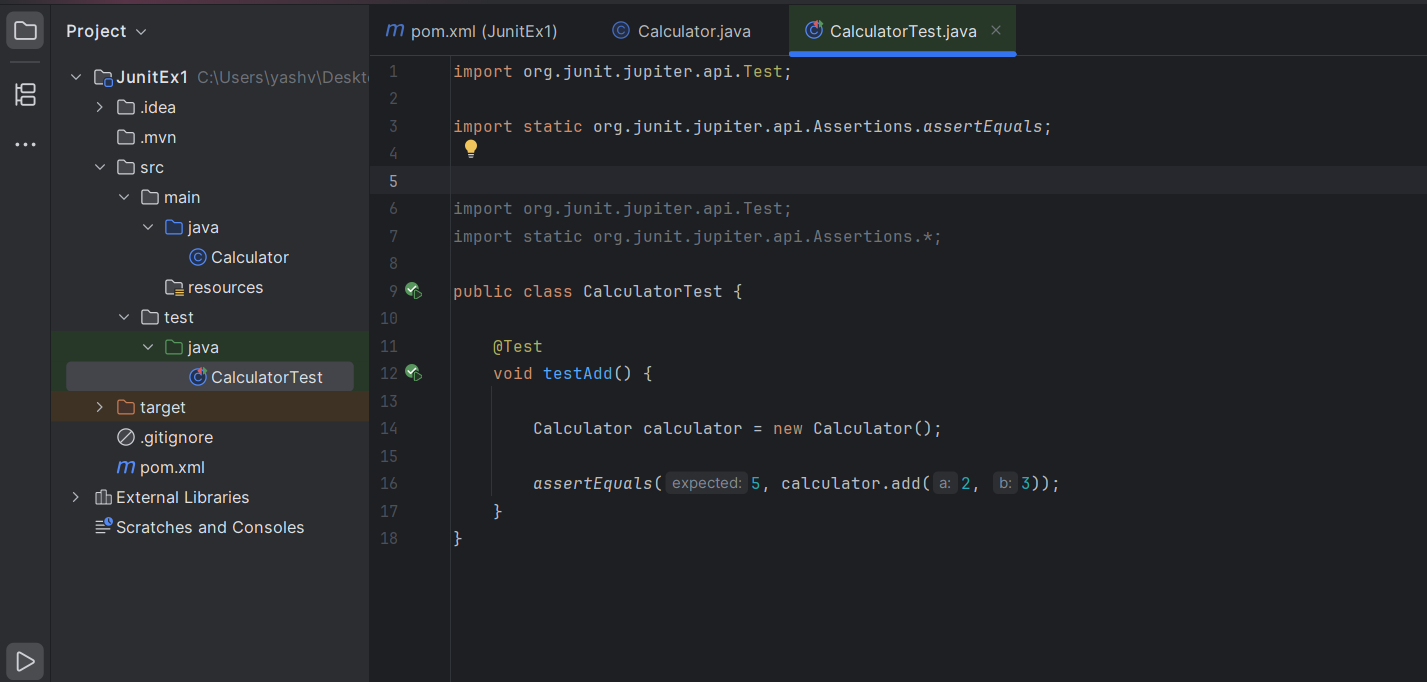 Project
JunitEx1 C:\Users\yashv\Deskt
.idea
.mvn
src
main
java
Calculator
resources
test
java
CalculatorTest
target
.gitignore
m pom.xml
External Libraries
Scratches and Consoles
m pom.xml (JunitEx1)
C Calculator.java
C CalculatorTest.java
1 import org.junit.jupiter.api.Test;
2
3 import static org.junit.jupiter.api.Assertions.assertEquals;
4
5
6 import org.junit.jupiter.api.Test;
7 import static org.junit.jupiter.api.Assertions.*;
8
9 public class CalculatorTest {
10
11 @Test
12 void testAdd() {
13
14 Calculator calculator = new Calculator();
15
16 assertEquals( expected: 5, calculator.add( a: 2, b: 3));
17 }
18 }